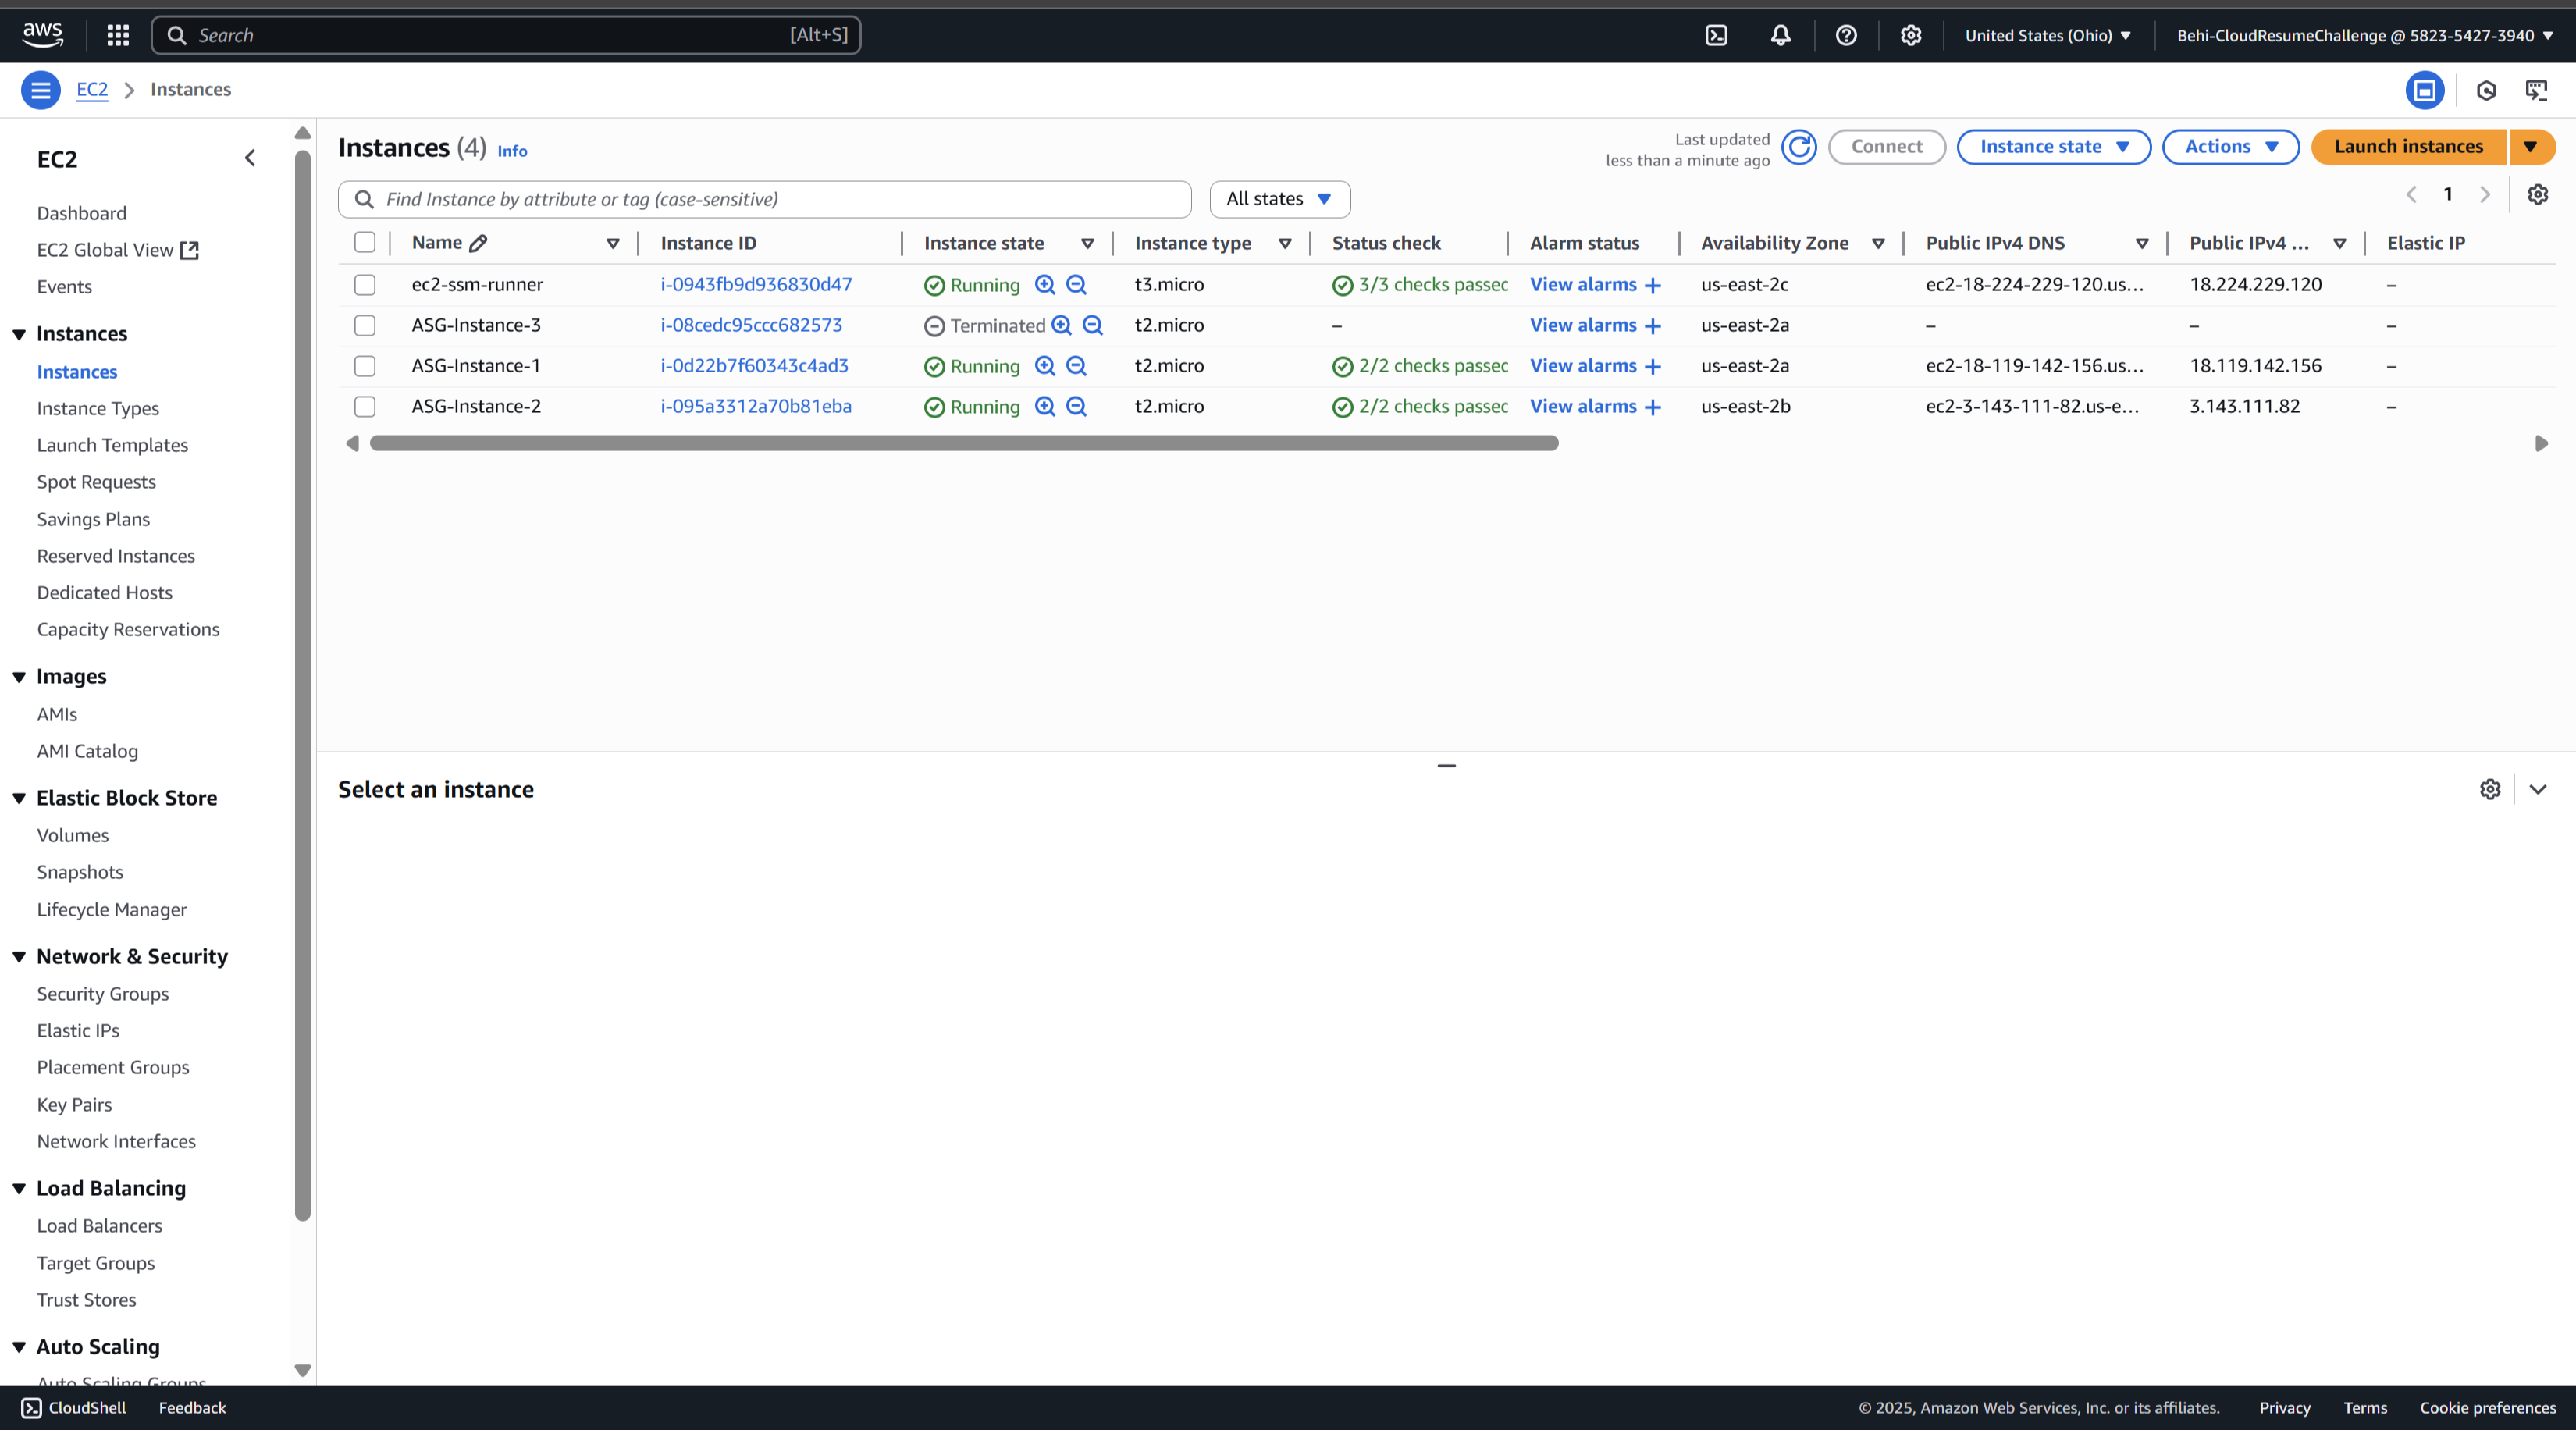 aws Search [Alt+S] United States (Ohio) Behi-CloudResumeChallenge @ 5823-5427-3940
EC2 Instances
EC2
Dashboard
EC2 Global View
Events
Instances
Instances
Instance Types
Launch Templates
Spot Requests
Savings Plans
Reserved Instances
Dedicated Hosts
Capacity Reservations
Images
AMIs
AMI Catalog
Elastic Block Store
Volumes
Snapshots
Lifecycle Manager
Network & Security
Security Groups
Elastic IPs
Placement Groups
Key Pairs
Network Interfaces
Load Balancing
Load Balancers
Target Groups
Trust Stores
Auto Scaling
Auto Scaling Groups
Instances (4) Info
Last updated
less than a minute ago
Connect Instance state Actions Launch instances
Find Instance by attribute or tag (case-sensitive) All states 1
Name Instance ID Instance state Instance type Status check Alarm status Availability Zone Public IPv4 DNS Public IPv4 ... Elastic IP
ec2-ssm-runner i-0943fb9d936830d47 Running t3.micro 3/3 checks passec View alarms + us-east-2c ec2-18-224-229-120.us... 18.224.229.120 –
ASG-Instance-3 i-08cedc95ccc682573 Terminated t2.micro – View alarms + us-east-2a – – –
ASG-Instance-1 i-0d22b7f60343c4ad3 Running t2.micro 2/2 checks passec View alarms + us-east-2a ec2-18-119-142-156.us... 18.119.142.156 –
ASG-Instance-2 i-095a3312a70b81eba Running t2.micro 2/2 checks passec View alarms + us-east-2b ec2-3-143-111-82.us-e... 3.143.111.82 –
Select an instance
CloudShell Feedback © 2025, Amazon Web Services, Inc. or its affiliates. Privacy Terms Cookie preferences